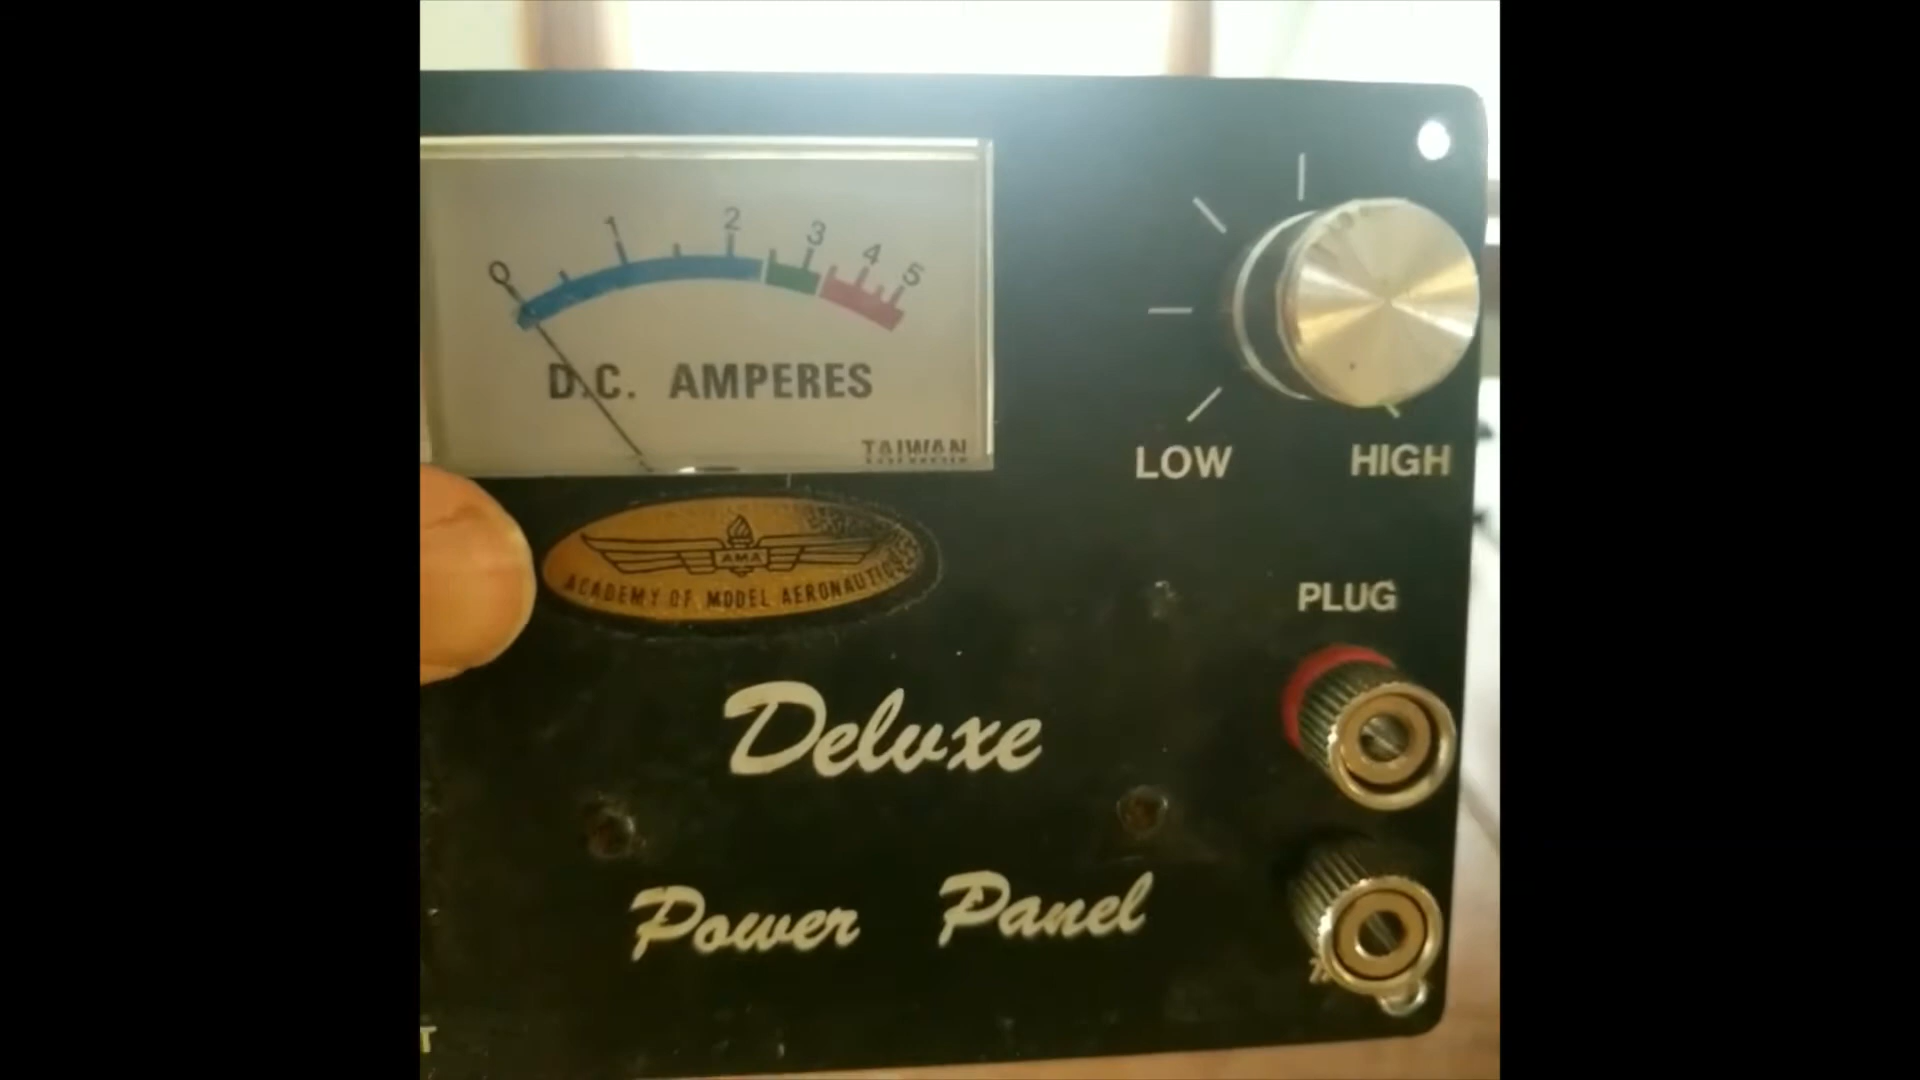 0 1 2 3 4 5
D.C. AMPERES
TAIWAN
LOW HIGH
AMA
ACADEMY OF MODEL AERONAUTICS
PLUG
Deluxe
Power Panel
T